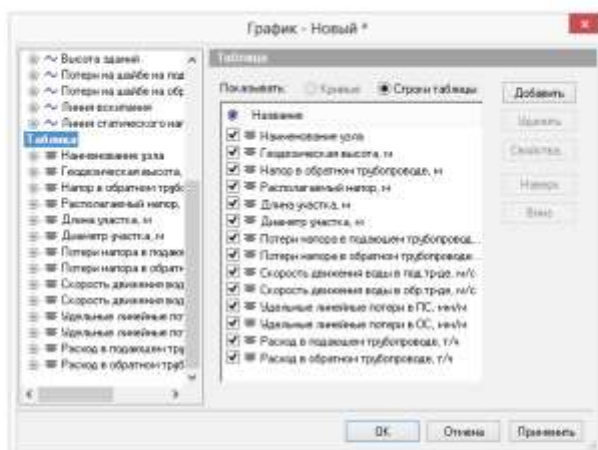 График - Новый *
Высота зданий
Потери на шайбе на под
Потери на шайбе на обр
Линия вскипания
Линия статического нап
Таблица
Наименование узла
Геодезическая высота,
Напор в обратном трубо
Располагаемый напор,
Длина участка, м
Диаметр участка, м
Потери напора в подающ
Потери напора в обратн
Скорость движения вод
Скорость движения вод
Удельные линейные по
Удельные линейные по
Расход в подающем тру
Расход в обратном труб
Таблица
Показывать: Кривые Строки таблицы
Название
Наименование узла
Геодезическая высота, м
Напор в обратном трубопроводе, м
Располагаемый напор, м
Длина участка, м
Диаметр участка, м
Потери напора в подающем трубопровод...
Потери напора в обратном трубопроводе...
Скорость движения воды в под.тр-де, м/с
Скорость движения воды в обр.тр-де, м/с
Удельные линейные потери в ПС, мм/м
Удельные линейные потери в ОС, мм/м
Расход в подающем трубопроводе, т/ч
Расход в обратном трубопроводе, т/ч
Добавить
Удалить
Свойства...
Наверх
Вниз
OK Отмена Применить